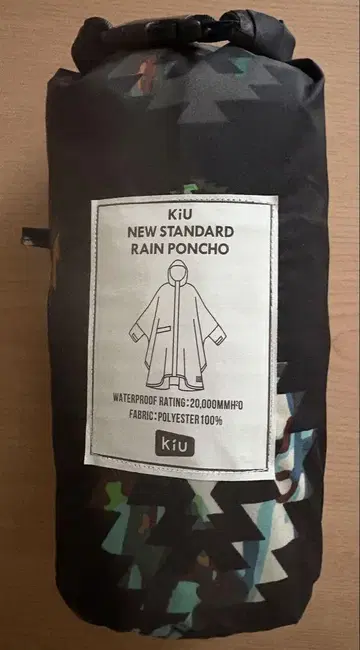 KiU
NEW STANDARD
RAIN PONCHO
WATERPROOF RATING:20,000MMH²O
FABRIC:POLYESTER100%
kiu